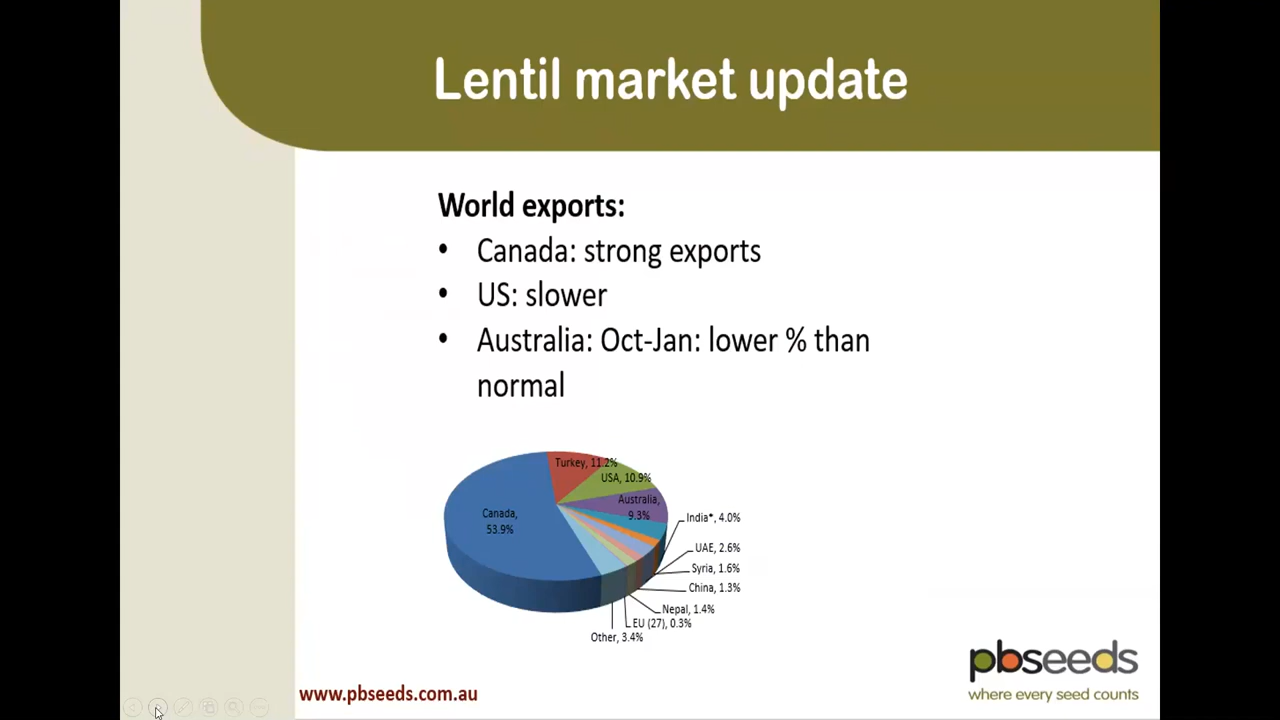 Lentil market update
World exports:
• Canada: strong exports
• US: slower
• Australia: Oct-Jan: lower % than
normal
Turkey, 11.2%
USA, 10.9%
Australia,
9.3%
Canada,
53.9%
India*, 4.0%
UAE, 2.6%
Syria, 1.6%
China, 1.3%
Nepal, 1.4%
EU (27), 0.3%
Other, 3.4%
pbseeds
where every seed counts
www.pbseeds.com.au